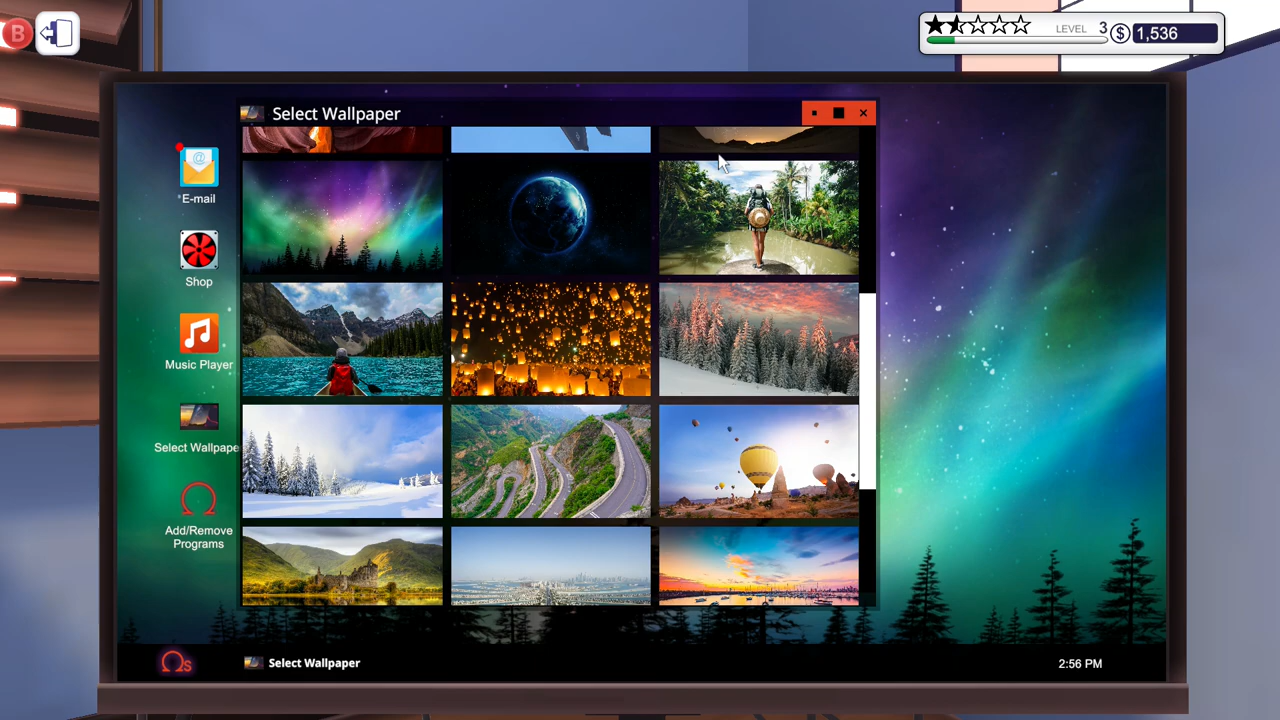 B
LEVEL 3 $ 1,536
Select Wallpaper
E-mail
Shop
Music Player
Select Wallpape
Add/Remove
Programs
Ωs
Select Wallpaper
2:56 PM